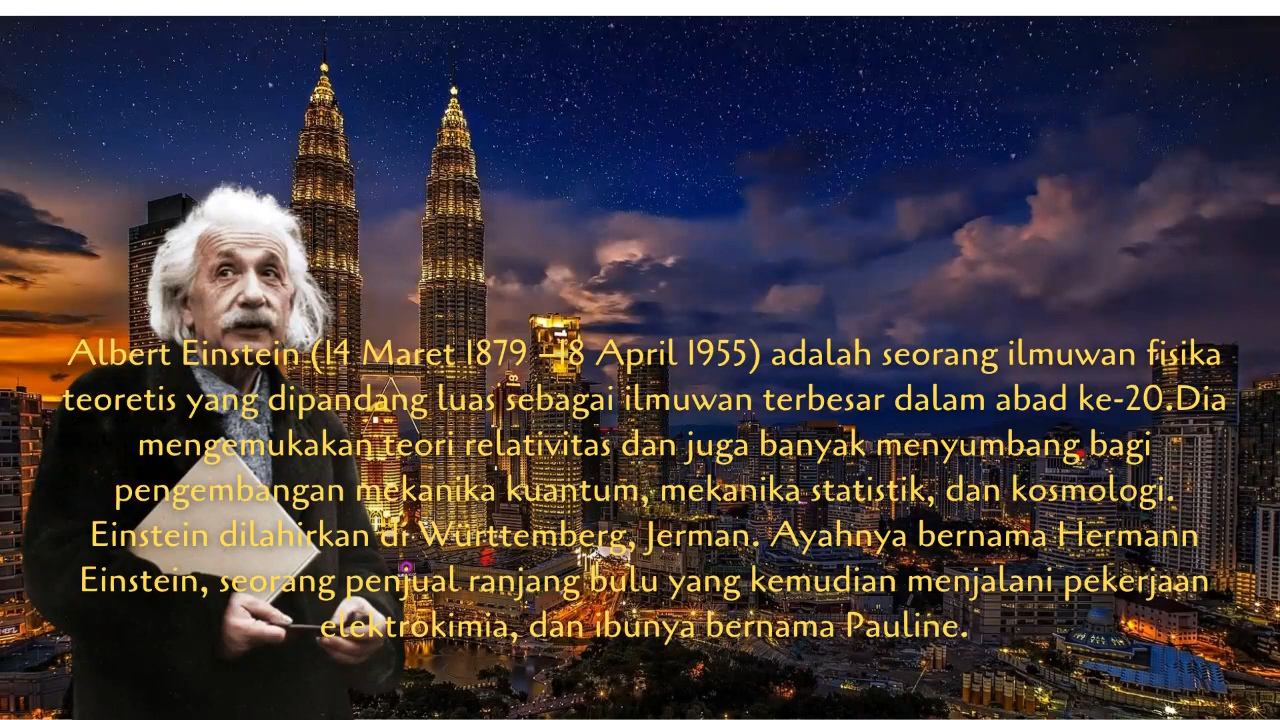 Albert Einstein (14 Maret 1879 –18 April 1955) adalah seorang ilmuwan fisika
teoretis yang dipandang luas sebagai ilmuwan terbesar dalam abad ke-20.Dia
mengemukakan teori relativitas dan juga banyak menyumbang bagi
pengembangan mekanika kuantum, mekanika statistik, dan kosmologi.
Einstein dilahirkan di Württemberg, Jerman. Ayahnya bernama Hermann
Einstein, seorang penjual ranjang bulu yang kemudian menjalani pekerjaan
elektrokimia, dan ibunya bernama Pauline.